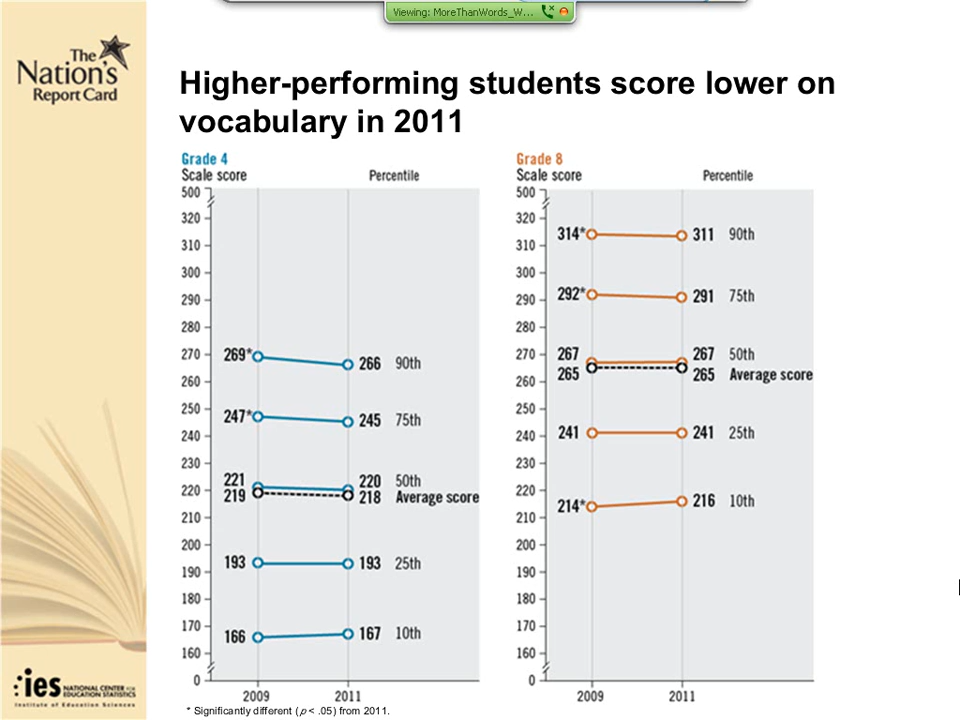 Viewing: MoreThanWords_W...
The
Nation's
Report Card
Higher-performing students score lower on
vocabulary in 2011
Grade 4
Scale score Percentile
500
320
310
300
290
280
270
260
250
240
230
220
210
200
190
180
170
160
0
269* 266 90th
247* 245 75th
221 220 50th
219 218 Average score
193 193 25th
166 167 10th
2009 2011
Grade 8
Scale score Percentile
500
320
310
300
290
280
270
260
250
240
230
220
210
200
190
180
170
160
0
314* 311 90th
292* 291 75th
267 267 50th
265 265 Average score
241 241 25th
214* 216 10th
2009 2011
* Significantly different (p < .05) from 2011.
ies NATIONAL CENTER FOR
EDUCATION STATISTICS
Institute of Education Sciences